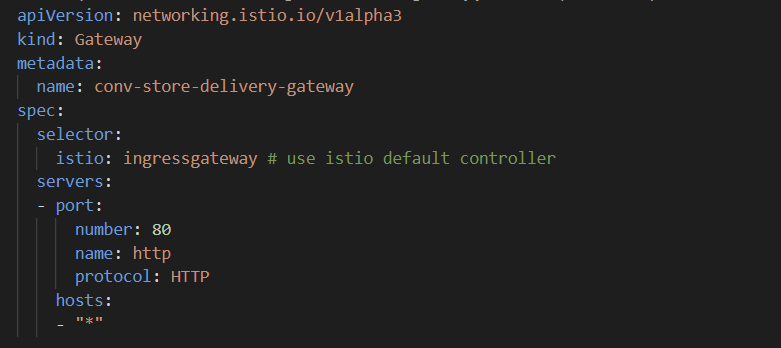 apiVersion: networking.istio.io/v1alpha3
kind: Gateway
metadata:
  name: conv-store-delivery-gateway
spec:
  selector:
    istio: ingressgateway # use istio default controller
  servers:
  - port:
      number: 80
      name: http
      protocol: HTTP
    hosts:
    - "*"